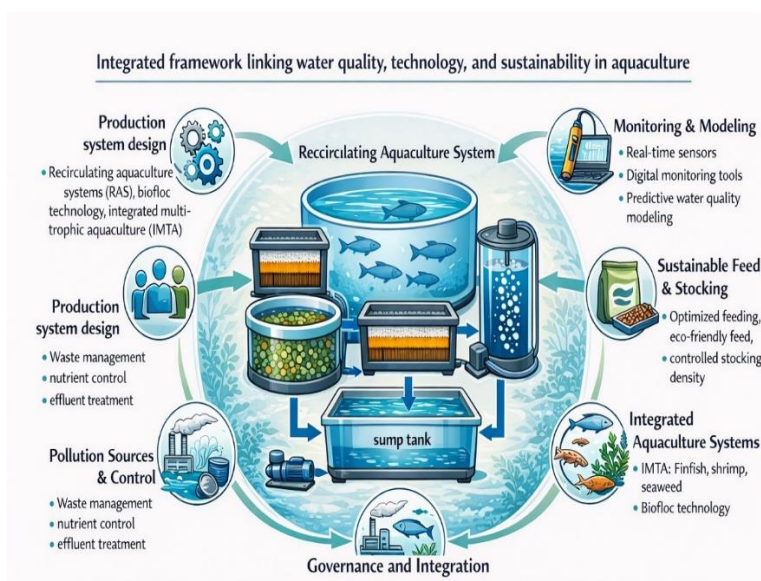 Integrated framework linking water quality, technology, and sustainability in aquaculture
Production
system design
• Recirculating aquaculture
systems (RAS), biofloc
technology, integrated multi-
trophic aquaculture (IMTA)
Production
system design
• Waste management
• nutrient control
• effluent treatment
Pollution Sources
& Control
• Waste management
• nutrient control
• effluent treatment
Reccirculating Aquaculture System
sump tank
Governance and Integration
Monitoring & Modeling
• Real-time sensors
• Digital monitoring tools
• Predictive water quality
modeling
Sustainable Feed
& Stocking
• Optimized feeding,
eco-friendly feed,
• controlled stocking
density
Integrated
Aquaculture Systems
• IMTA: Finfish, shrimp,
seaweed
• Biofloc technology